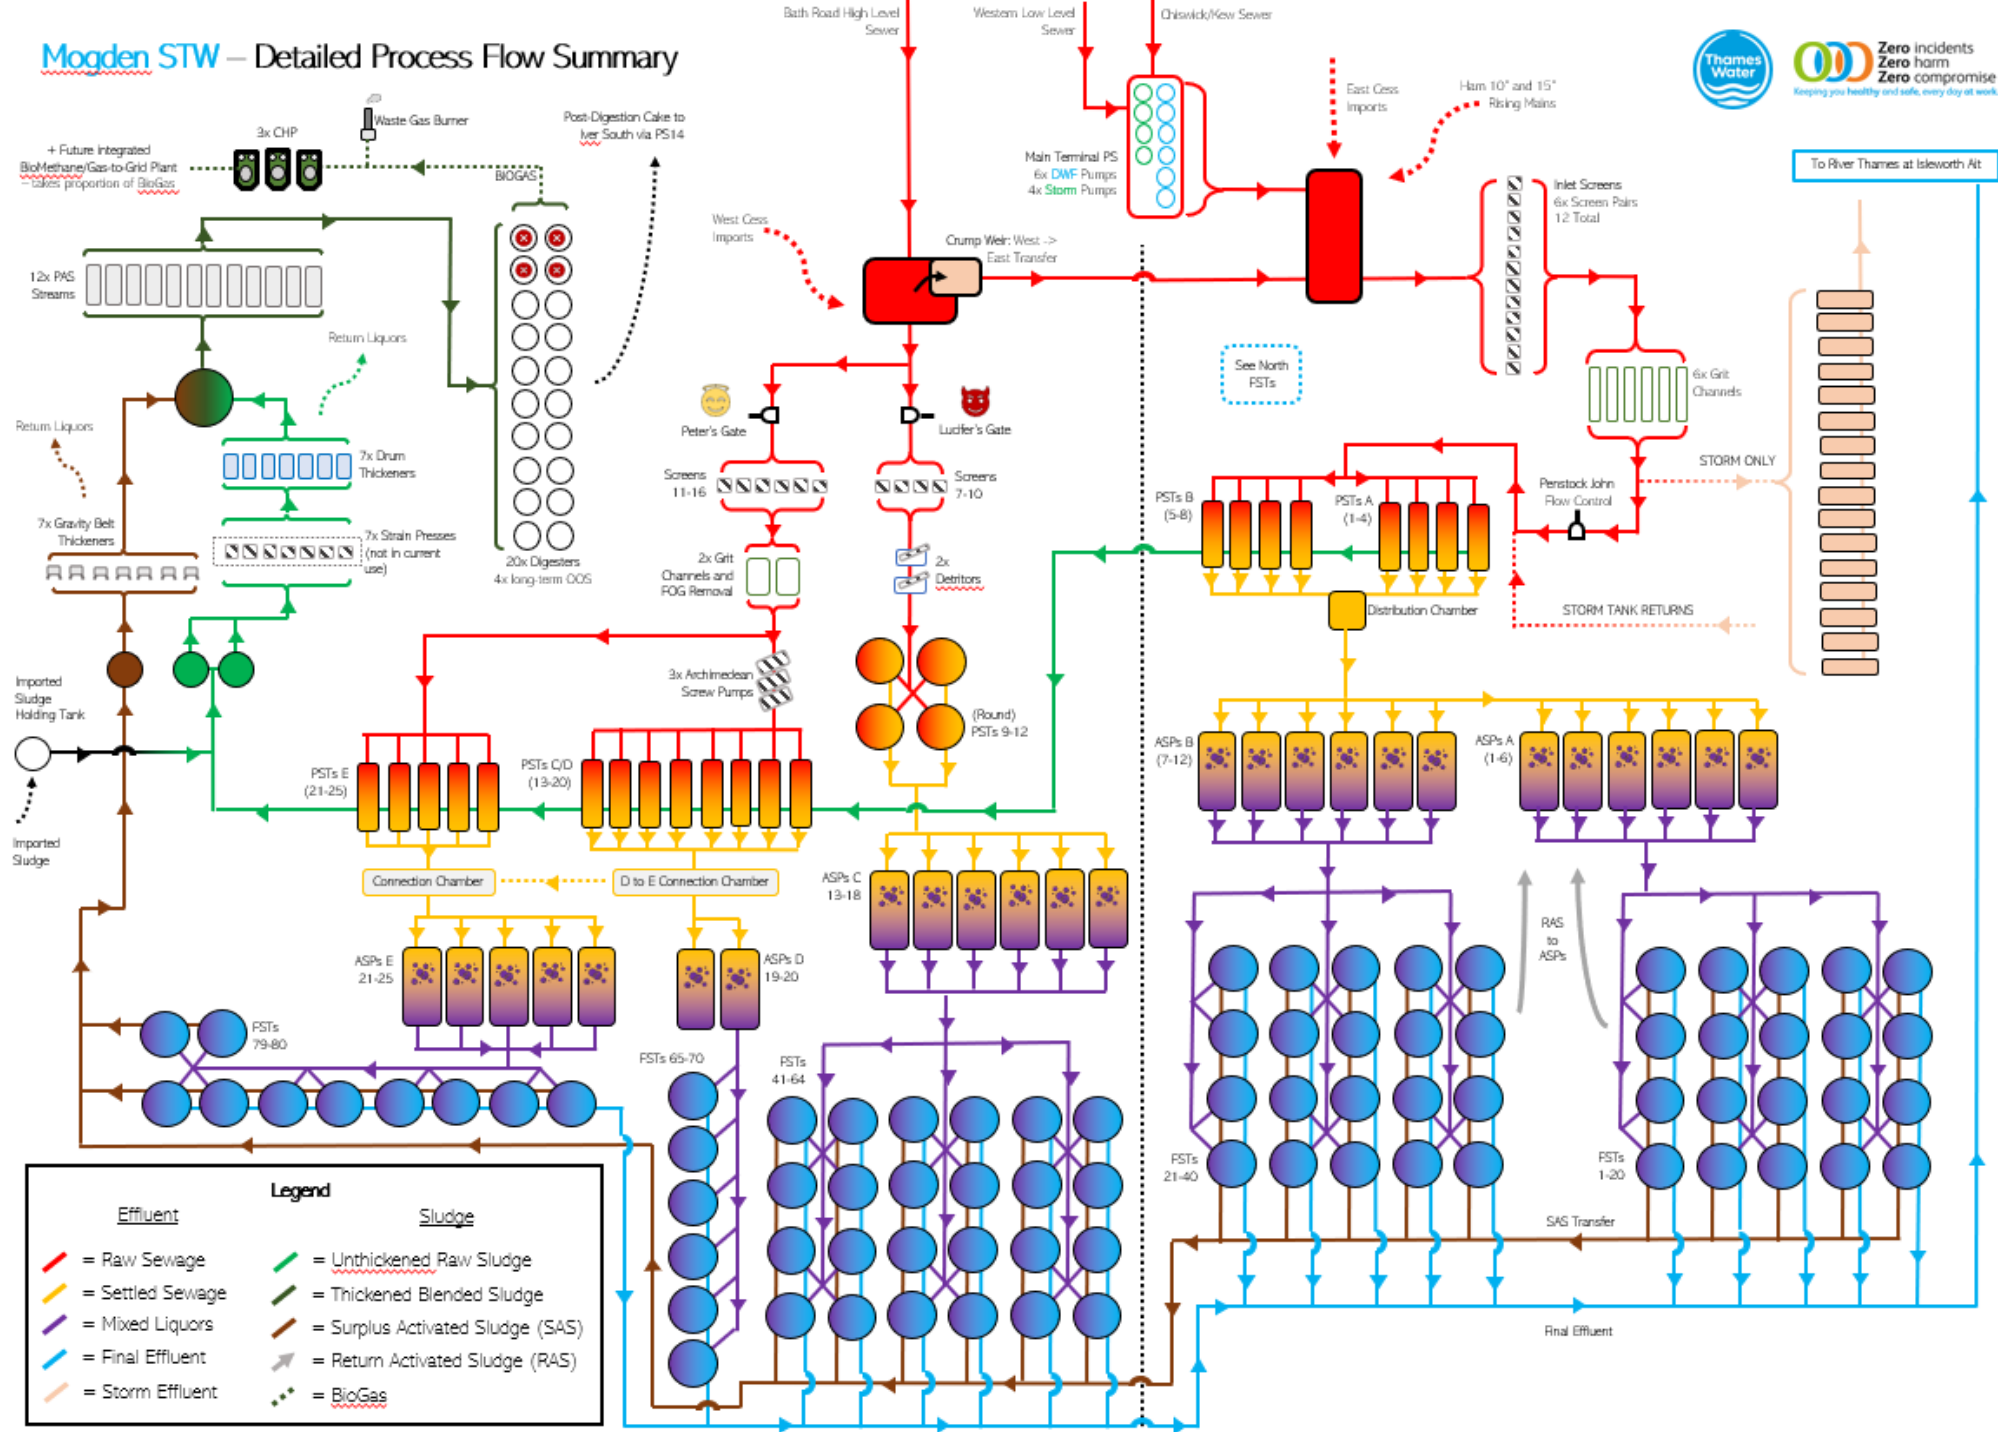 Mogden STW – Detailed Process Flow Summary
Bath Road High Level
Sewer
Western Low Level
Sewer
Chiswick/Kew Sewer
Thames
Water
Zero incidents
Zero harm
Zero compromise
Keeping you healthy and safe, every day at work
East Cess
Imports
Ham 10" and 15"
Rising Mains
Main Terminal PS
6x DWF Pumps
4x Storm Pumps
To River Thames at Isleworth Ait
Inlet Screens
6x Screen Pairs
12 Total
3x CHP
Waste Gas Burner
+ Future Integrated
BioMethane/Gas-to-Grid Plant
– takes proportion of BioGas
BIOGAS
Post-Digestion Cake to
Iver South via PS14
West Cess
Imports
Crump Weir: West ->
East Transfer
12x PAS
Streams
Return Liquors
Return Liquors
See North
FSTs
6x Grit
Channels
Peter's Gate
Lucifer's Gate
7x Drum
Thickeners
Screens
11-16
Screens
7-10
STORM ONLY
Penstock John
Flow Control
PSTs B
(5-8)
PSTs A
(1-4)
7x Gravity Belt
Thickeners
7x Strain Presses
(not in current
use)
20x Digesters
4x long-term OOS
2x Grit
Channels and
FOG Removal
2x
Detritors
Distribution Chamber
STORM TANK RETURNS
3x Archimedean
Screw Pumps
Imported
Sludge
Holding Tank
(Round)
PSTs 9-12
ASPs B
(7-12)
ASPs A
(1-6)
PSTs E
(21-25)
PSTs C/D
(13-20)
Imported
Sludge
Connection Chamber
D to E Connection Chamber
ASPs C
13-18
RAS
to
ASPs
ASPs E
21-25
ASPs D
19-20
FSTs
79-80
FSTs 65-70
FSTs
41-64
FSTs
21-40
FSTs
1-20
SAS Transfer
Final Effluent
Legend
Effluent
= Raw Sewage
= Settled Sewage
= Mixed Liquors
= Final Effluent
= Storm Effluent
Sludge
= Unthickened Raw Sludge
= Thickened Blended Sludge
= Surplus Activated Sludge (SAS)
= Return Activated Sludge (RAS)
= BioGas